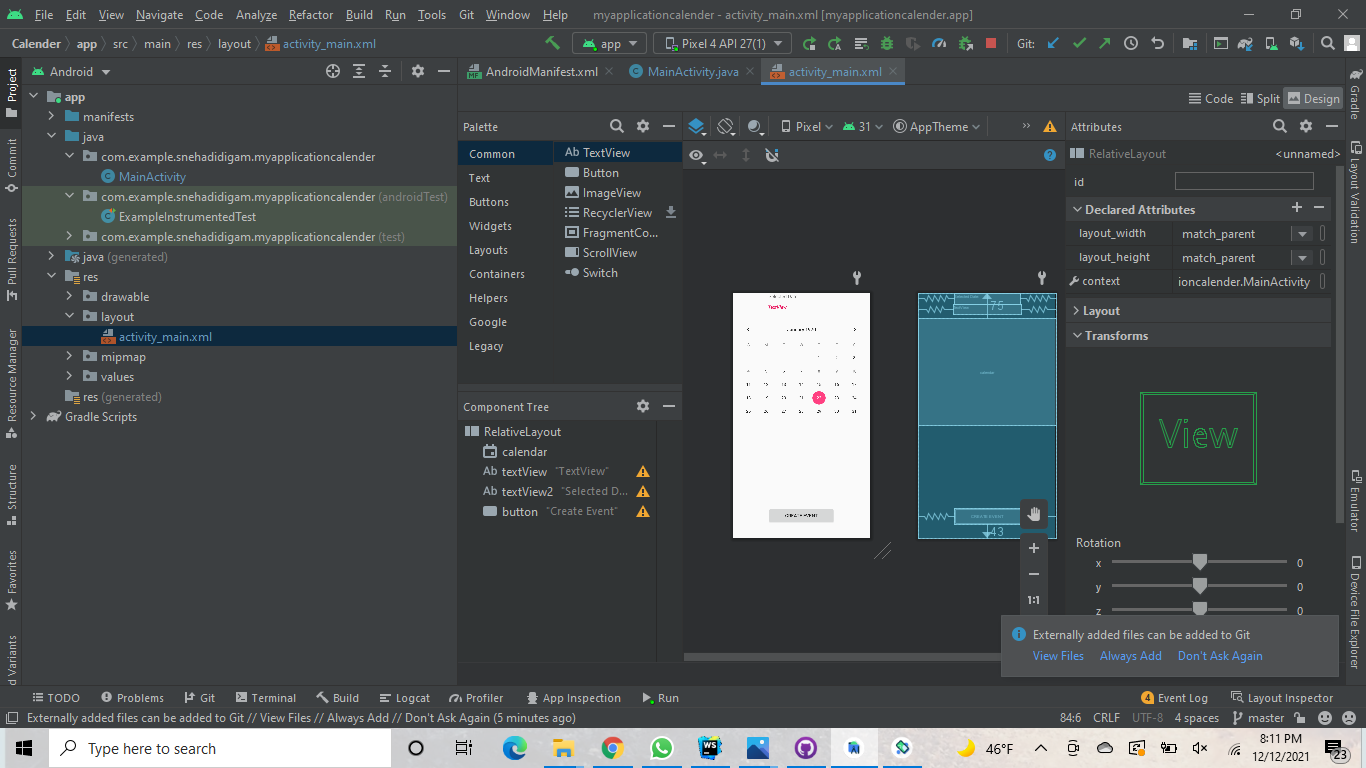 File Edit View Navigate Code Analyze Refactor Build Run Tools Git Window Help myapplicationcalender - activity_main.xml [myapplicationcalender.app]
Calender app src main res layout activity_main.xml app Pixel 4 API 27(1) Git:
Android AndroidManifest.xml MainActivity.java activity_main.xml
Code Split Design
Project
Commit
Pull Requests
Resource Manager
Structure
Favorites
d Variants
app
manifests
java
com.example.snehadidigam.myapplicationcalender
MainActivity
com.example.snehadidigam.myapplicationcalender (androidTest)
ExampleInstrumentedTest
com.example.snehadidigam.myapplicationcalender (test)
java (generated)
res
drawable
layout
activity_main.xml
mipmap
values
res (generated)
Gradle Scripts
Palette
Common
Text
Buttons
Widgets
Layouts
Containers
Helpers
Google
Legacy
Ab TextView
Button
ImageView
RecyclerView
FragmentCo...
ScrollView
Switch
Component Tree
RelativeLayout
calendar
Ab textView "TextView"
Ab textView2 "Selected D...
button "Create Event"
Pixel 31 AppTheme
TextView
January 1970
CREATE EVENT
75
43
1:1
Attributes
RelativeLayout <unnamed>
id
Declared Attributes
layout_width match_parent
layout_height match_parent
context ioncalender.MainActivity
Layout
Transforms
View
Rotation
x 0
y 0
z 0
Gradle
Layout Validation
Emulator
Device File Explorer
Externally added files can be added to Git
View Files Always Add Don't Ask Again
TODO Problems Git Terminal Build Logcat Profiler App Inspection Run 4 Event Log Layout Inspector
Externally added files can be added to Git // View Files // Always Add // Don't Ask Again (5 minutes ago) 84:6 CRLF UTF-8 4 spaces master
Type here to search 46°F 8:11 PM
12/12/2021
23